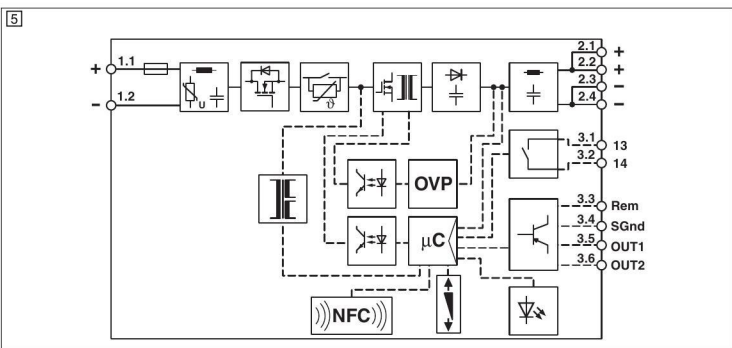 5
+ 1.1
− 1.2
U
ϑ
2.1 +
2.2 +
2.3 −
2.4 −
3.1 13
3.2 14
OVP
3.3 Rem
3.4 SGnd
µC
3.5 OUT1
3.6 OUT2
)))NFC)))